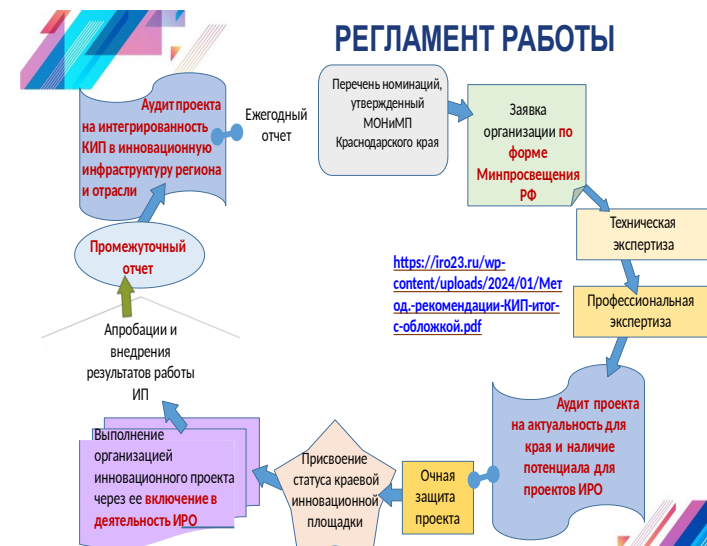 РЕГЛАМЕНТ РАБОТЫ
Перечень номинаций,
утвержденный
МОНиМП
Краснодарского края
Заявка
организации по
форме
Минпросвещения
РФ
Техническая
экспертиза
Профессиональная
экспертиза
Аудит проекта
на актуальность для
края и наличие
потенциала для
проектов ИРО
Очная
защита
проекта
Присвоение
статуса краевой
инновационной
площадки
Выполнение
организацией
инновационного проекта
через ее включение в
деятельность ИРО
Апробации и
внедрения
результатов работы
ИП
Промежуточный
отчет
Аудит проекта
на интегрированность
КИП в инновационную
инфраструктуру региона
и отрасли
Ежегодный
отчет
https://iro23.ru/wp-
content/uploads/2024/01/Мет
од.-рекомендации-КИП-итог-
с-обложкой.pdf